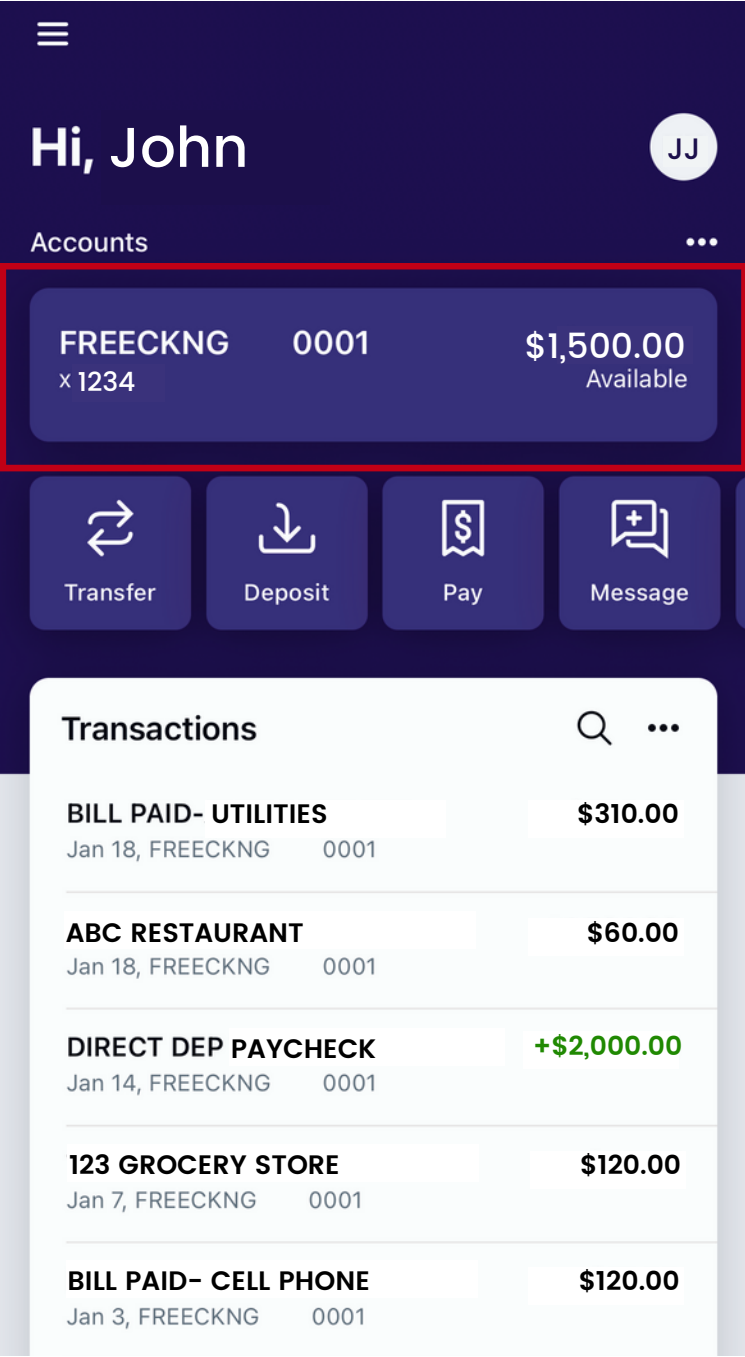 Hi, John
JJ
Accounts
FREECKNG 0001 $1,500.00
x 1234 Available
Transfer Deposit Pay Message
Transactions
BILL PAID- UTILITIES $310.00
Jan 18, FREECKNG 0001
ABC RESTAURANT $60.00
Jan 18, FREECKNG 0001
DIRECT DEP PAYCHECK +$2,000.00
Jan 14, FREECKNG 0001
123 GROCERY STORE $120.00
Jan 7, FREECKNG 0001
BILL PAID- CELL PHONE $120.00
Jan 3, FREECKNG 0001